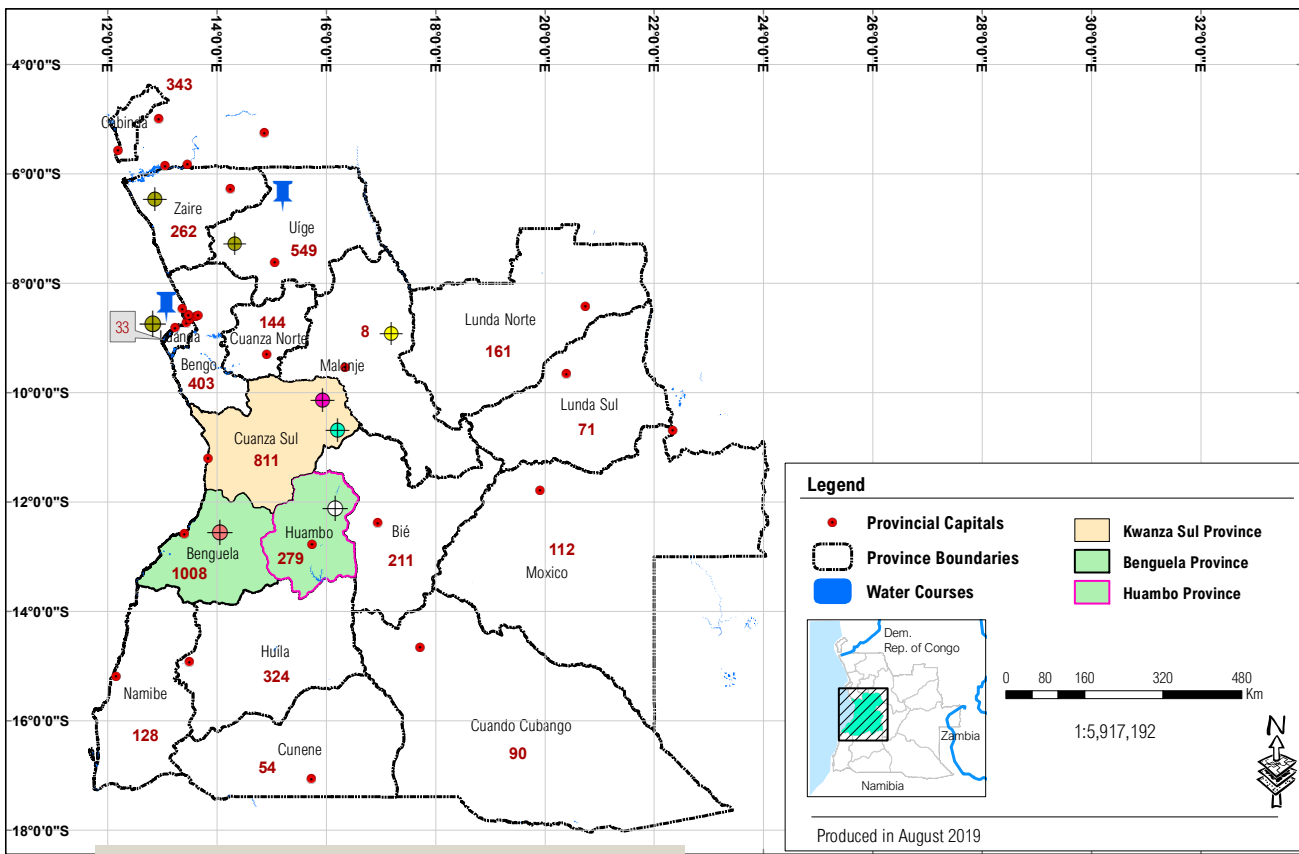 12°0'0"E
14°0'0"E
16°0'0"E
18°0'0"E
20°0'0"E
22°0'0"E
24°0'0"E
26°0'0"E
28°0'0"E
30°0'0"E
32°0'0"E
4°0'0"S
6°0'0"S
8°0'0"S
10°0'0"S
12°0'0"S
14°0'0"S
16°0'0"S
18°0'0"S
343
Cabinda
Zaire
262
Uíge
549
33
Bengo
403
144
Cuanza Norte
8
Malanje
Lunda Norte
161
Lunda Sul
71
Cuanza Sul
811
Benguela
1008
Huambo
279
Bié
211
112
Moxico
Huíla
324
Namibe
128
Cunene
54
Cuando Cubango
90
Legend
Provincial Capitals
Province Boundaries
Water Courses
Kwanza Sul Province
Benguela Province
Huambo Province
Dem.
Rep. of Congo
Zambia
Namibia
0 80 160 320 480
Km
1:5,917,192
N
Produced in August 2019